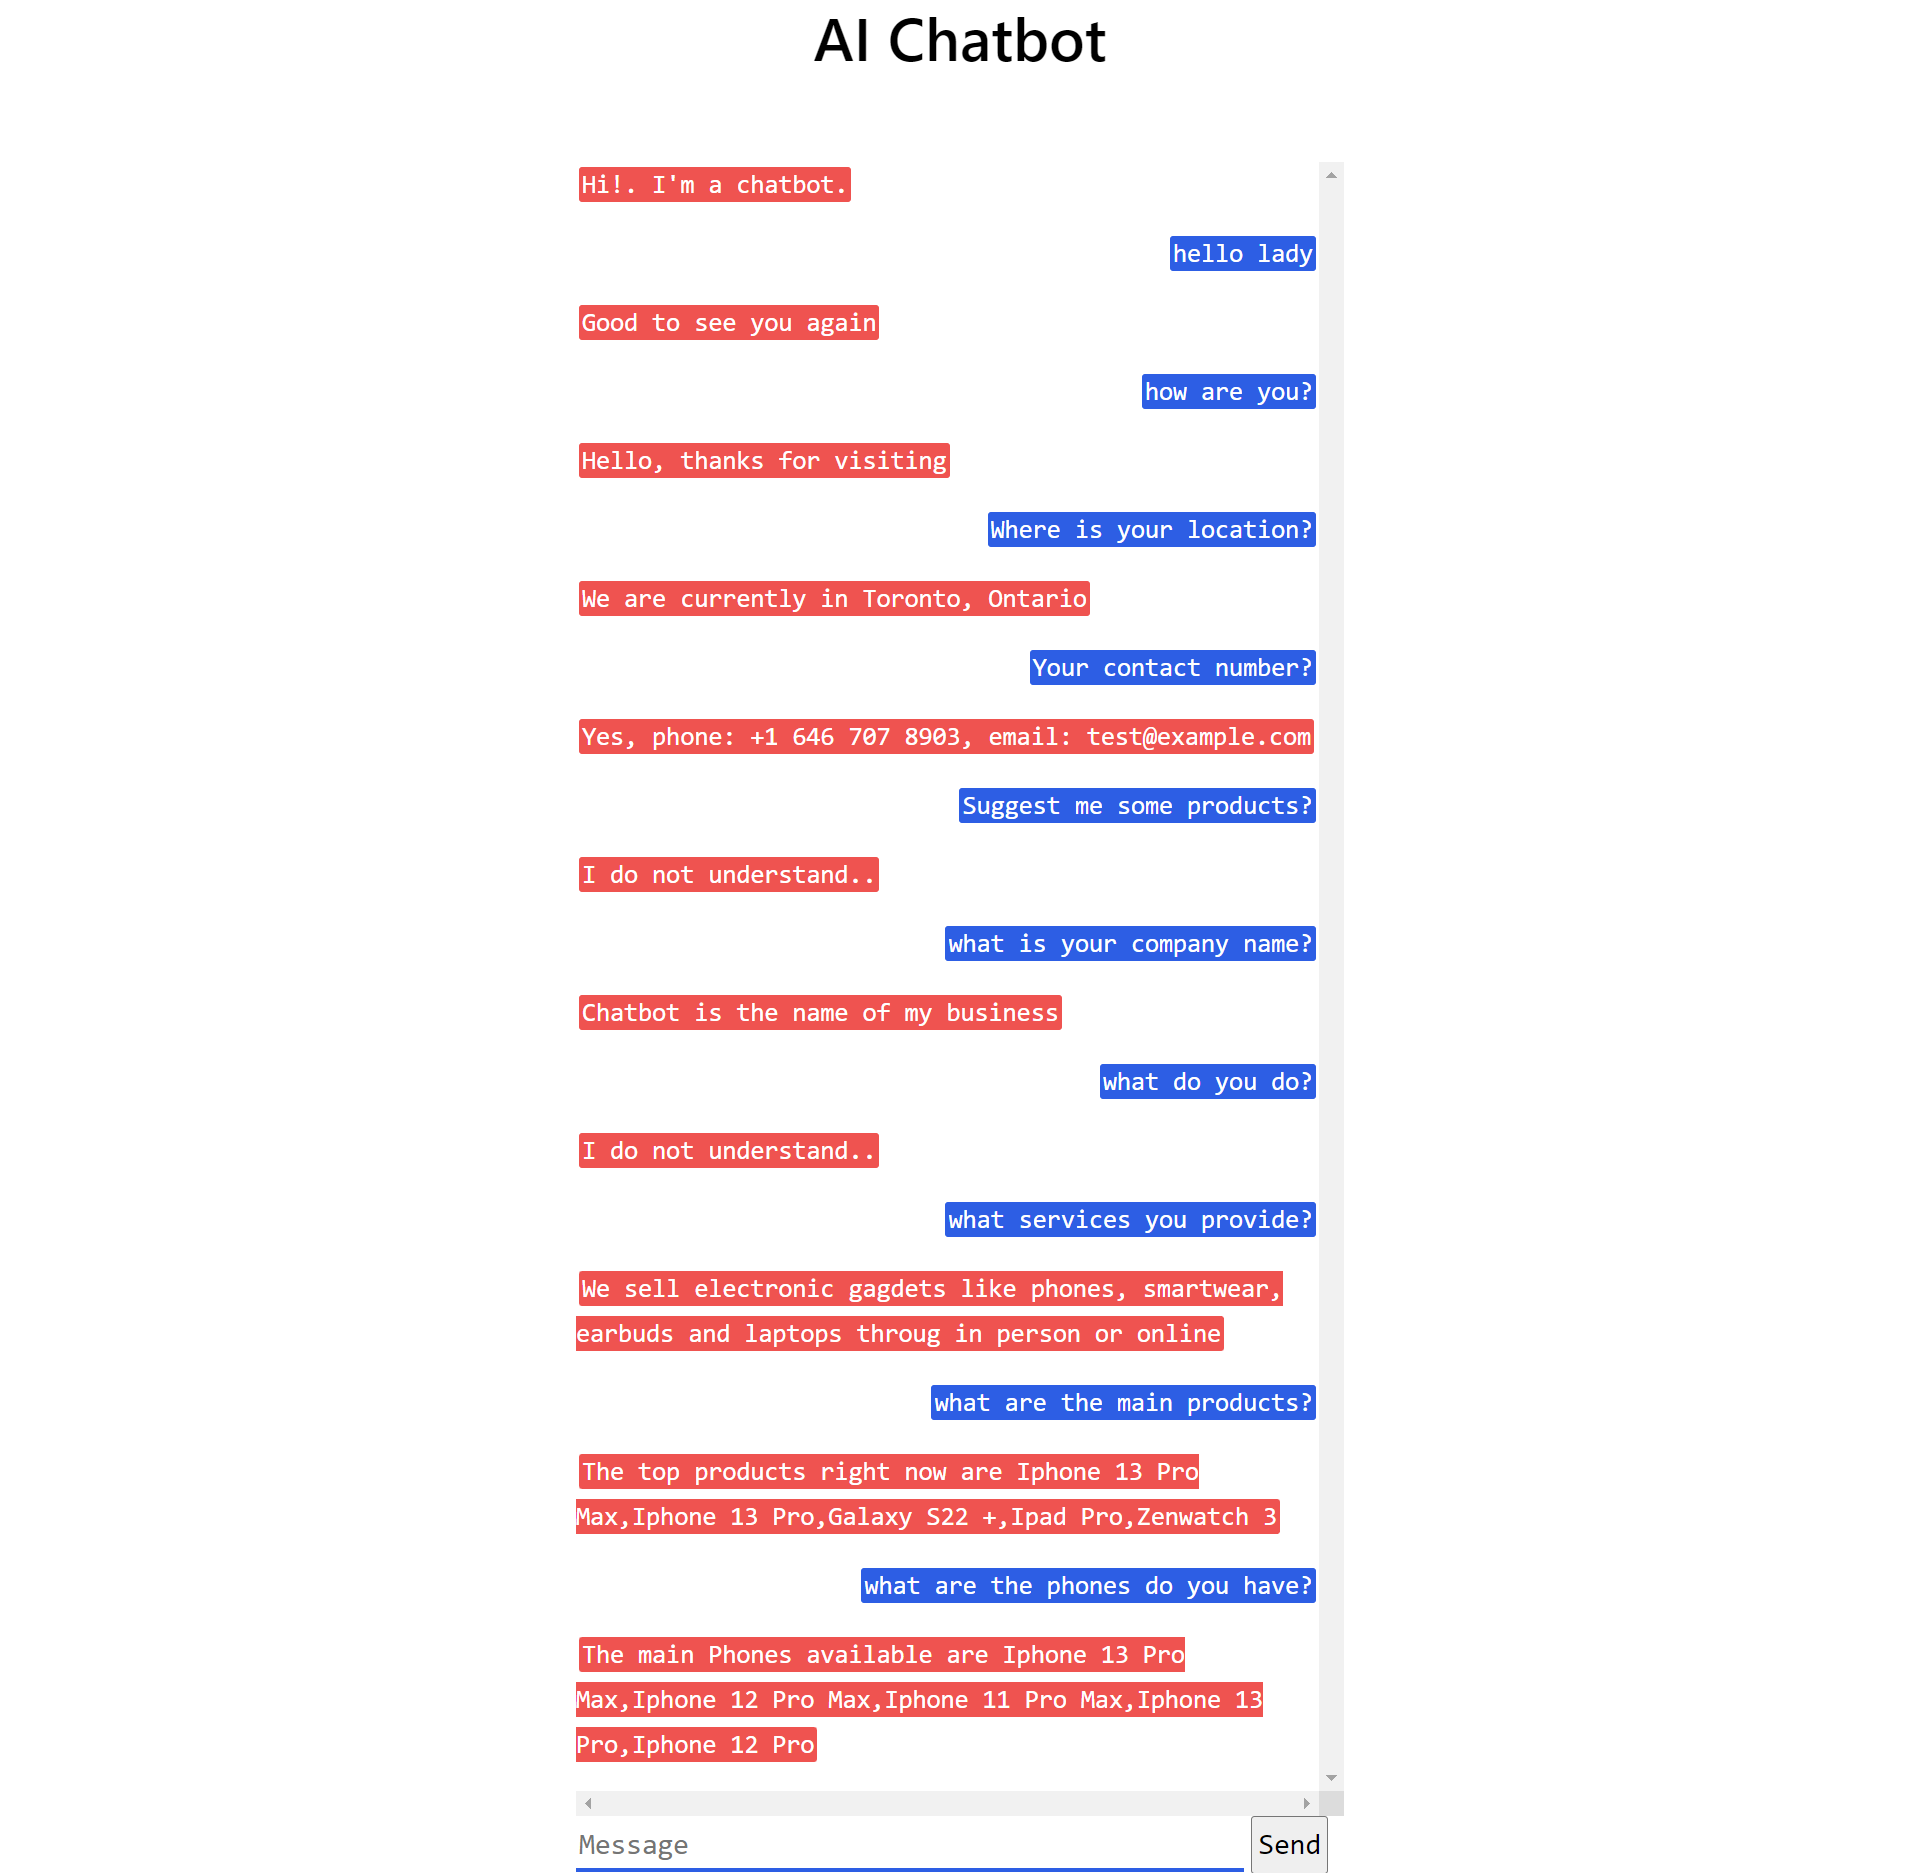 AI Chatbot
Hi!. I'm a chatbot.
hello lady
Good to see you again
how are you?
Hello, thanks for visiting
Where is your location?
We are currently in Toronto, Ontario
Your contact number?
Yes, phone: +1 646 707 8903, email: test@example.com
Suggest me some products?
I do not understand..
what is your company name?
Chatbot is the name of my business
what do you do?
I do not understand..
what services you provide?
We sell electronic gagdets like phones, smartwear,
earbuds and laptops throug in person or online
what are the main products?
The top products right now are Iphone 13 Pro
Max,Iphone 13 Pro,Galaxy S22 +,Ipad Pro,Zenwatch 3
what are the phones do you have?
The main Phones available are Iphone 13 Pro
Max,Iphone 12 Pro Max,Iphone 11 Pro Max,Iphone 13
Pro,Iphone 12 Pro
Message
Send